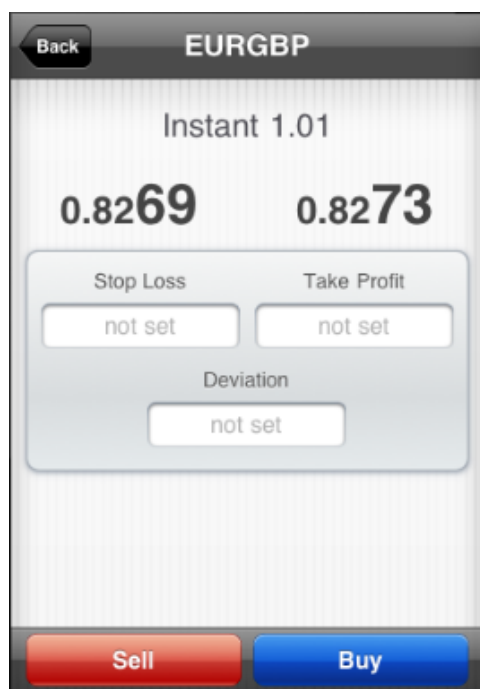 Back EURGBP
Instant 1.01
0.8269 0.8273
Stop Loss Take Profit
not set not set
Deviation
not set
Sell Buy